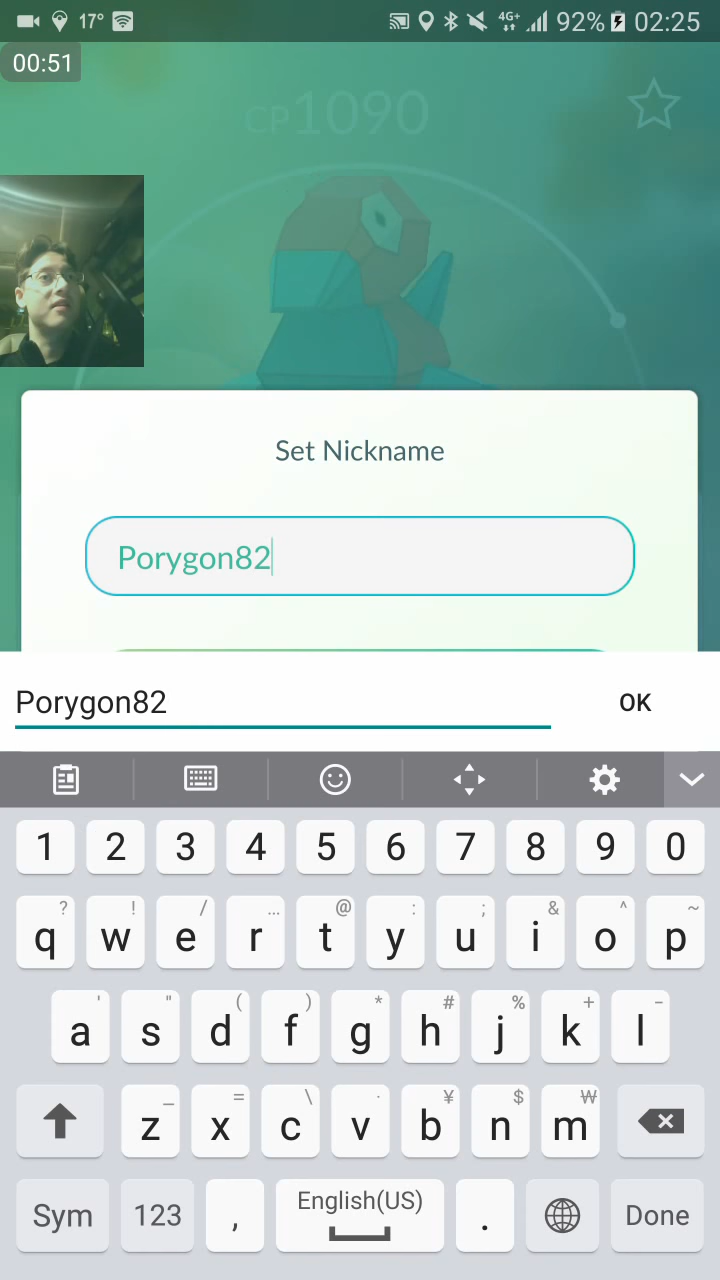 17° 4G+ 92% 02:25
00:51
CP1090
Set Nickname
Porygon82
Porygon82 OK
1 2 3 4 5 6 7 8 9 0
? ! / ... @ : ; & ^ ~
q w e r t y u i o p
' " ( ) * # % + -
a s d f g h j k l
_ = \ · ¥ $ ₩
z x c v b n m
Sym 123 , English(US) . Done